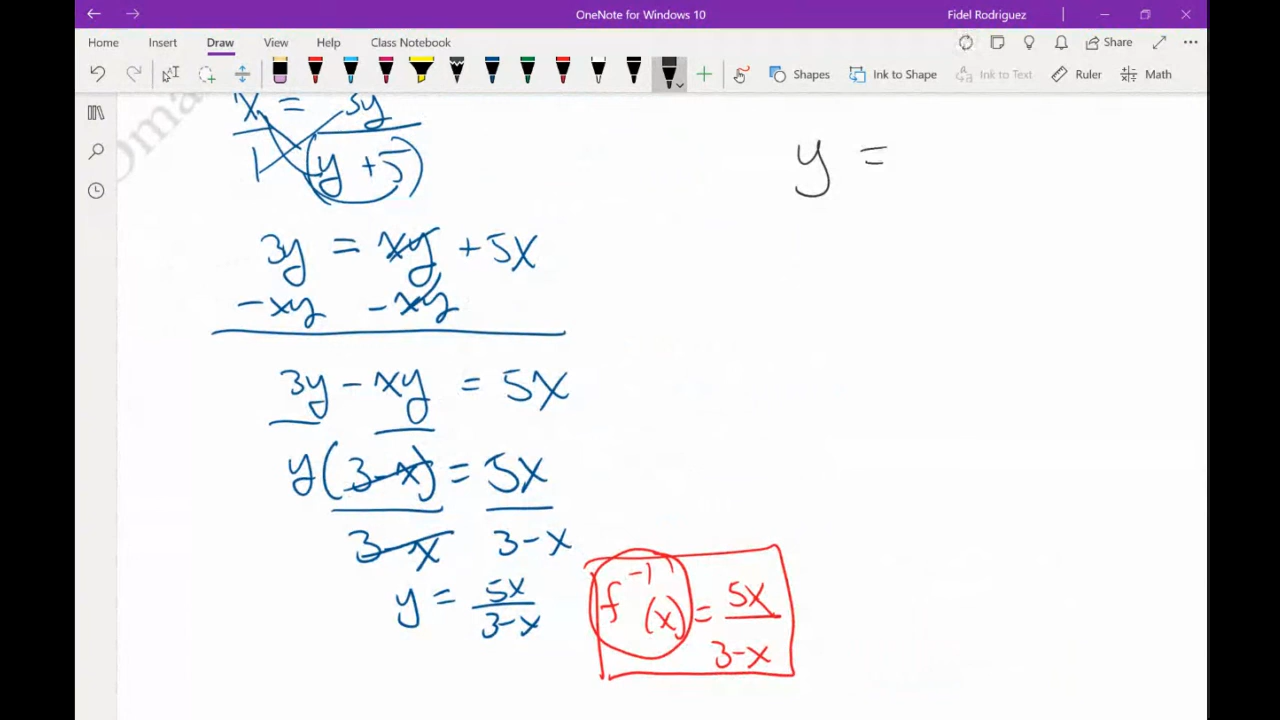 OneNote for Windows 10
Fidel Rodriguez
Home Insert Draw View Help Class Notebook
Share
Shapes Ink to Shape Ink to Text Ruler Math
x/1 = 3y/(y + 5)
3y = xy + 5x
-xy -xy
3y - xy = 5x
y(3-x) = 5x
3-x 3-x
y = 5x/3-x
f^-1(x) = 5x/3-x
y =